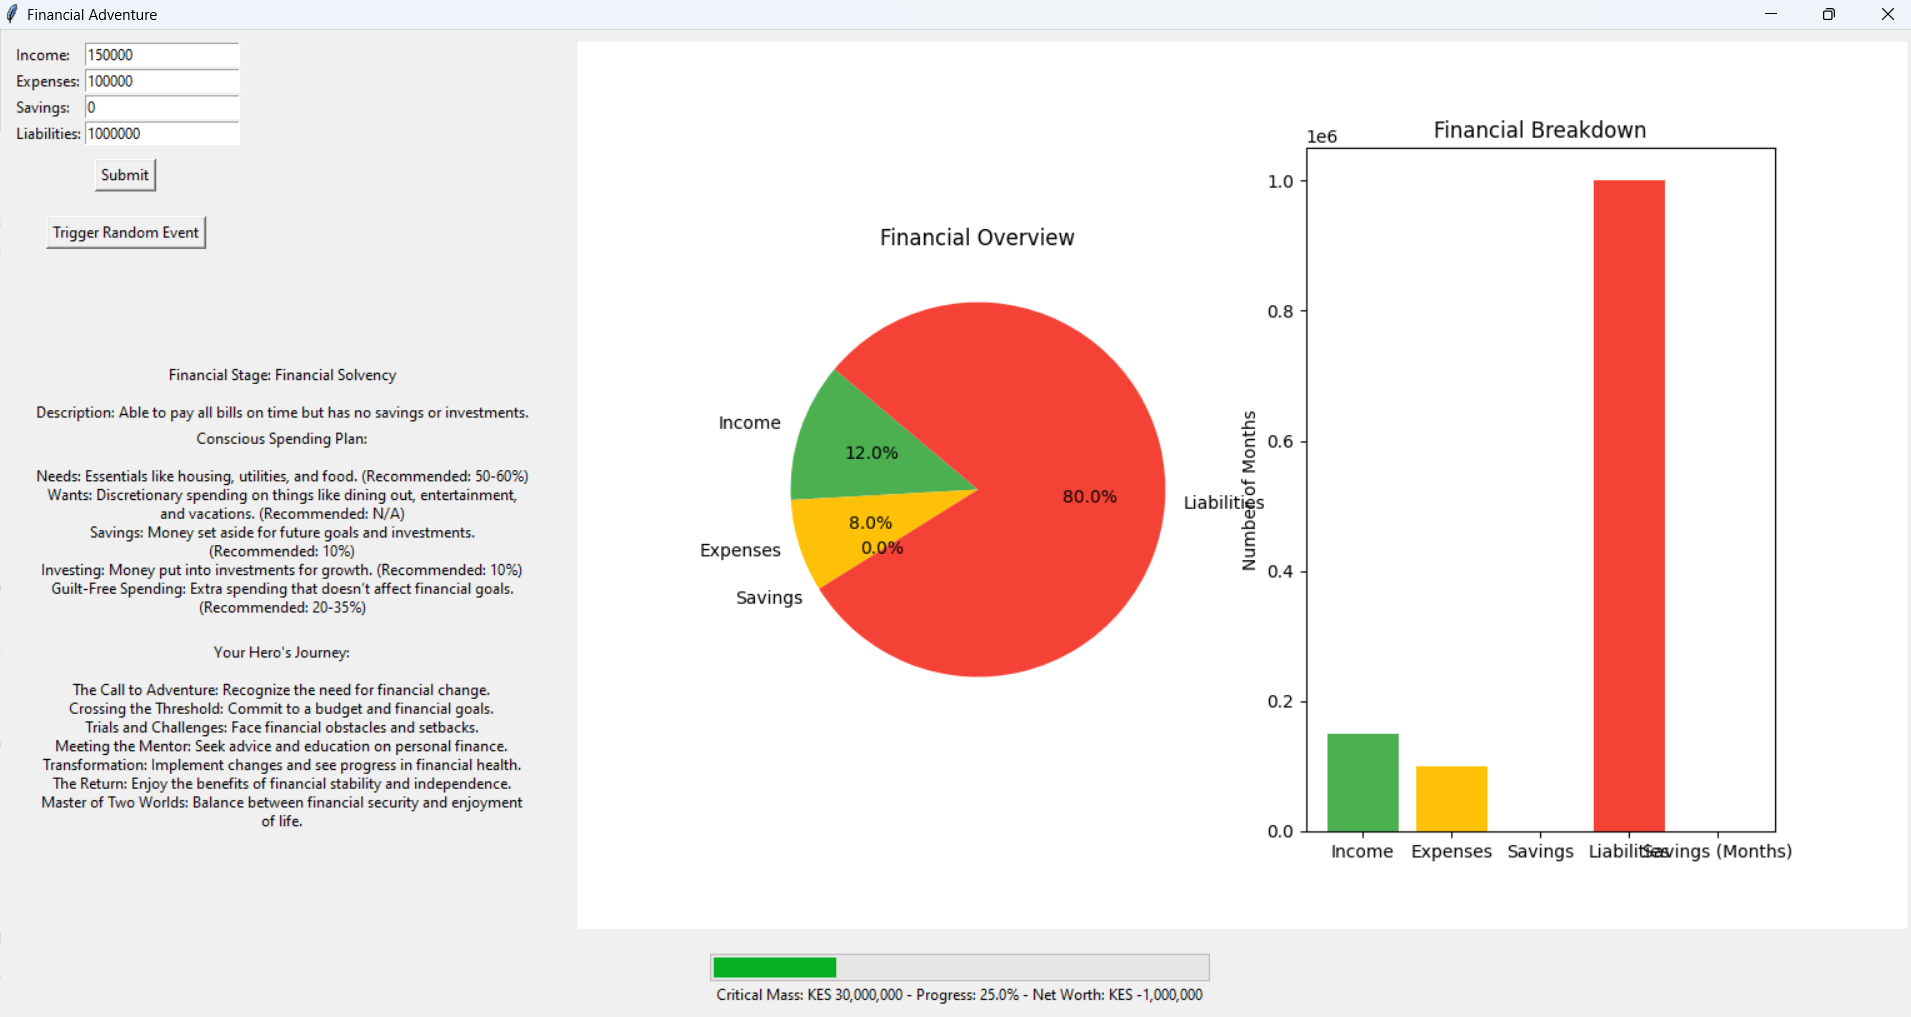 Financial Adventure
Income: 150000
Expenses: 100000
Savings: 0
Liabilities: 1000000
Submit
Trigger Random Event
Financial Stage: Financial Solvency
Description: Able to pay all bills on time but has no savings or investments.
Conscious Spending Plan:
Needs: Essentials like housing, utilities, and food. (Recommended: 50-60%)
Wants: Discretionary spending on things like dining out, entertainment,
and vacations. (Recommended: N/A)
Savings: Money set aside for future goals and investments.
(Recommended: 10%)
Investing: Money put into investments for growth. (Recommended: 10%)
Guilt-Free Spending: Extra spending that doesn't affect financial goals.
(Recommended: 20-35%)
Your Hero's Journey:
The Call to Adventure: Recognize the need for financial change.
Crossing the Threshold: Commit to a budget and financial goals.
Trials and Challenges: Face financial obstacles and setbacks.
Meeting the Mentor: Seek advice and education on personal finance.
Transformation: Implement changes and see progress in financial health.
The Return: Enjoy the benefits of financial stability and independence.
Master of Two Worlds: Balance between financial security and enjoyment
of life.
Financial Overview
Income
12.0%
Expenses
8.0%
Savings
0.0%
Liabilities
80.0%
Financial Breakdown
1e6
Number of Months
1.0
0.8
0.6
0.4
0.2
0.0
Income
Expenses
Savings
Liabilities
Savings (Months)
Critical Mass: KES 30,000,000 - Progress: 25.0% - Net Worth: KES -1,000,000